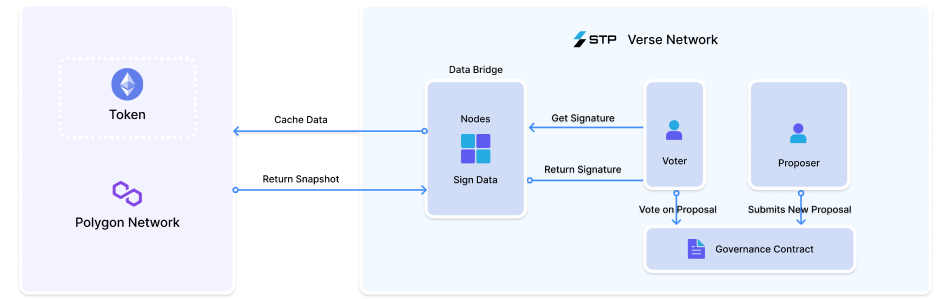 Token
Polygon Network
Cache Data
Return Snapshot
STP Verse Network
Data Bridge
Nodes
Sign Data
Get Signature
Return Signature
Voter
Proposer
Vote on Proposal
Submits New Proposal
Governance Contract